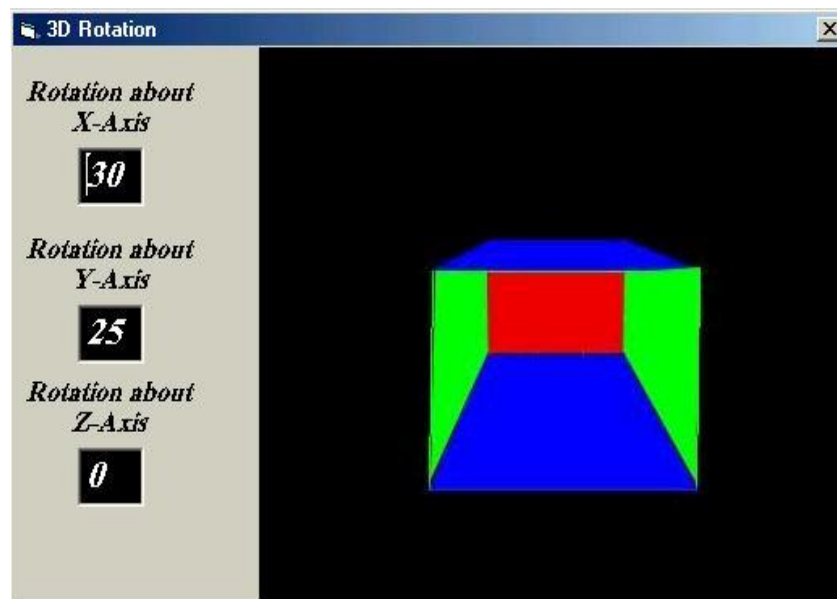 3D Rotation
Rotation about
X-Axis
30
Rotation about
Y-Axis
25
Rotation about
Z-Axis
0